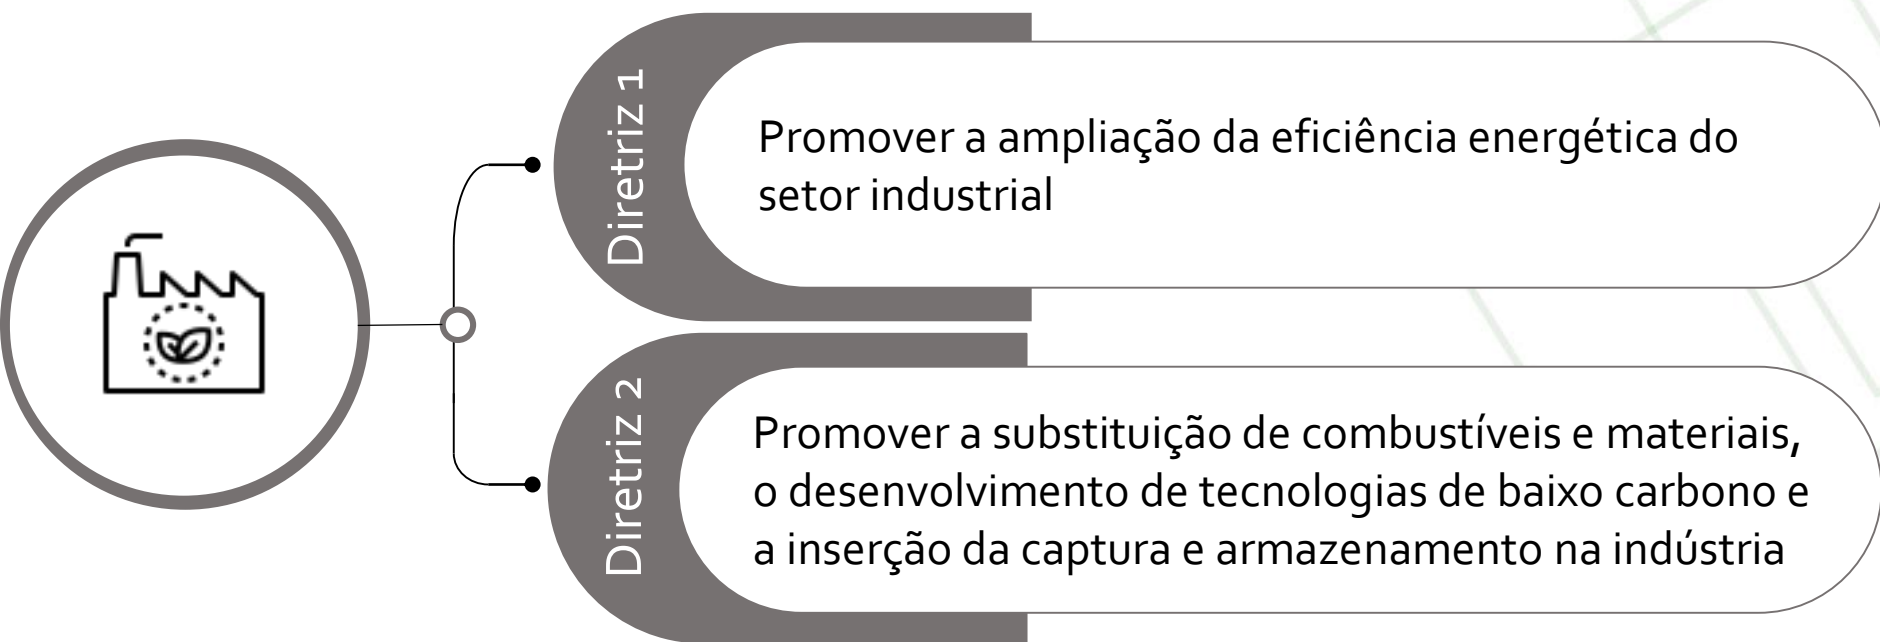 Diretriz 1
Promover a ampliação da eficiência energética do
setor industrial
Diretriz 2
Promover a substituição de combustíveis e materiais,
o desenvolvimento de tecnologias de baixo carbono e
a inserção da captura e armazenamento na indústria